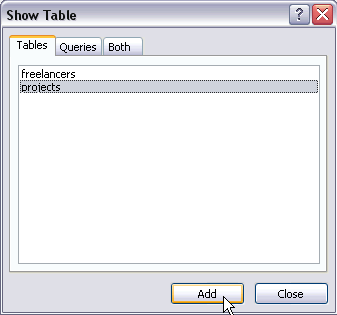 Show Table
Tables Queries Both
freelancers
projects
Add Close